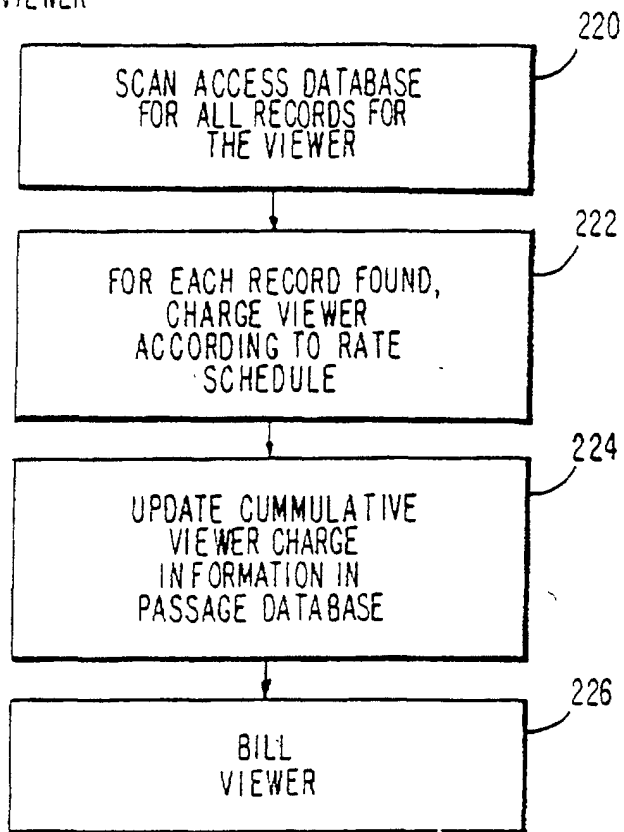 VIEWER
220
SCAN ACCESS DATABASE
FOR ALL RECORDS FOR
THE VIEWER
222
FOR EACH RECORD FOUND,
CHARGE VIEWER
ACCORDING TO RATE
SCHEDULE
224
UPDATE CUMMULATIVE
VIEWER CHARGE
INFORMATION IN
PASSAGE DATABASE
226
BILL
VIEWER